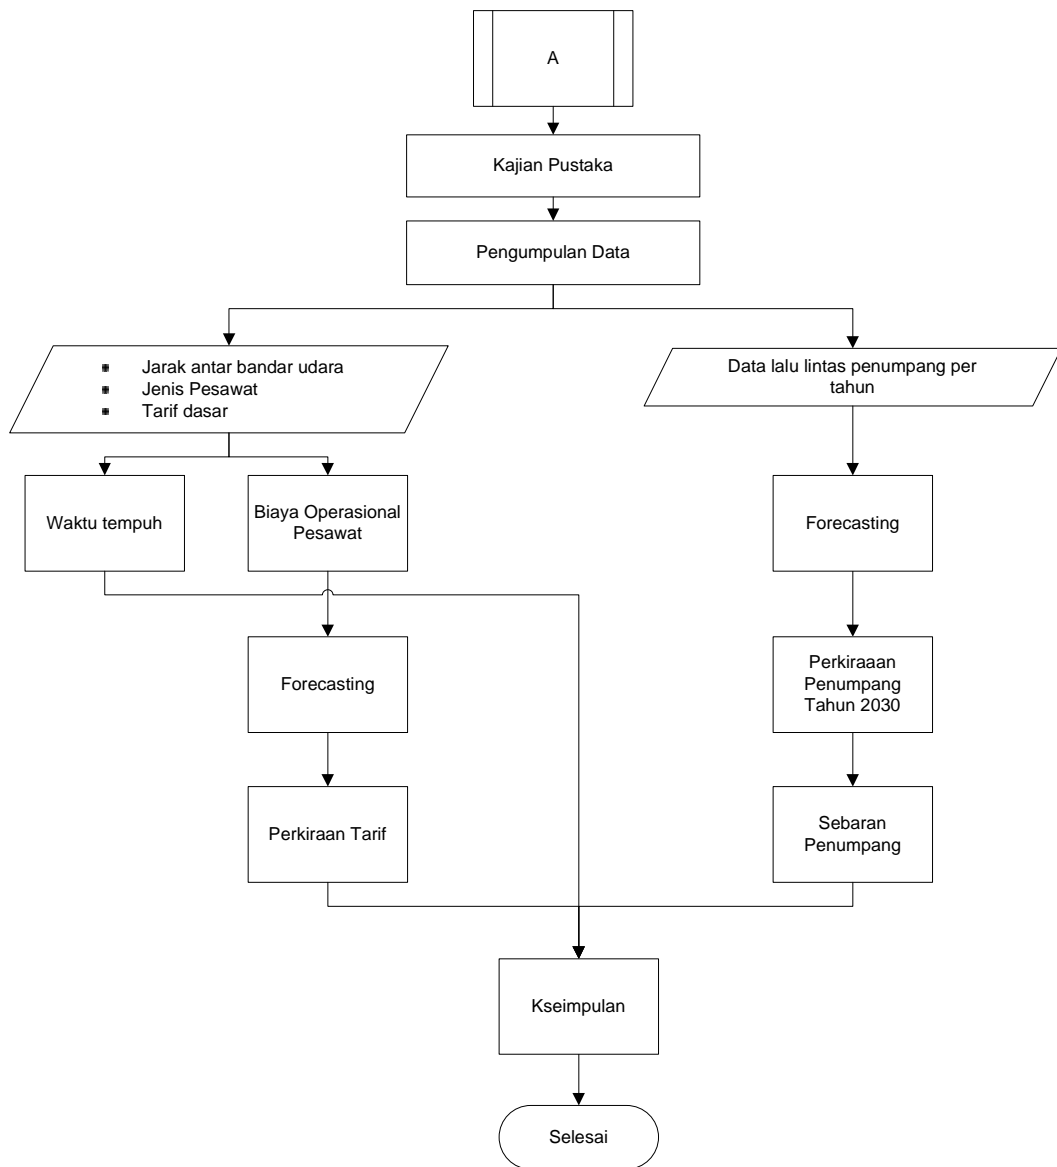 A
Kajian Pustaka
Pengumpulan Data
Jarak antar bandar udara
Jenis Pesawat
Tarif dasar
Data lalu lintas penumpang per
tahun
Waktu tempuh
Biaya Operasional
Pesawat
Forecasting
Forecasting
Perkiraaan
Penumpang
Tahun 2030
Perkiraan Tarif
Sebaran
Penumpang
Kseimpulan
Selesai